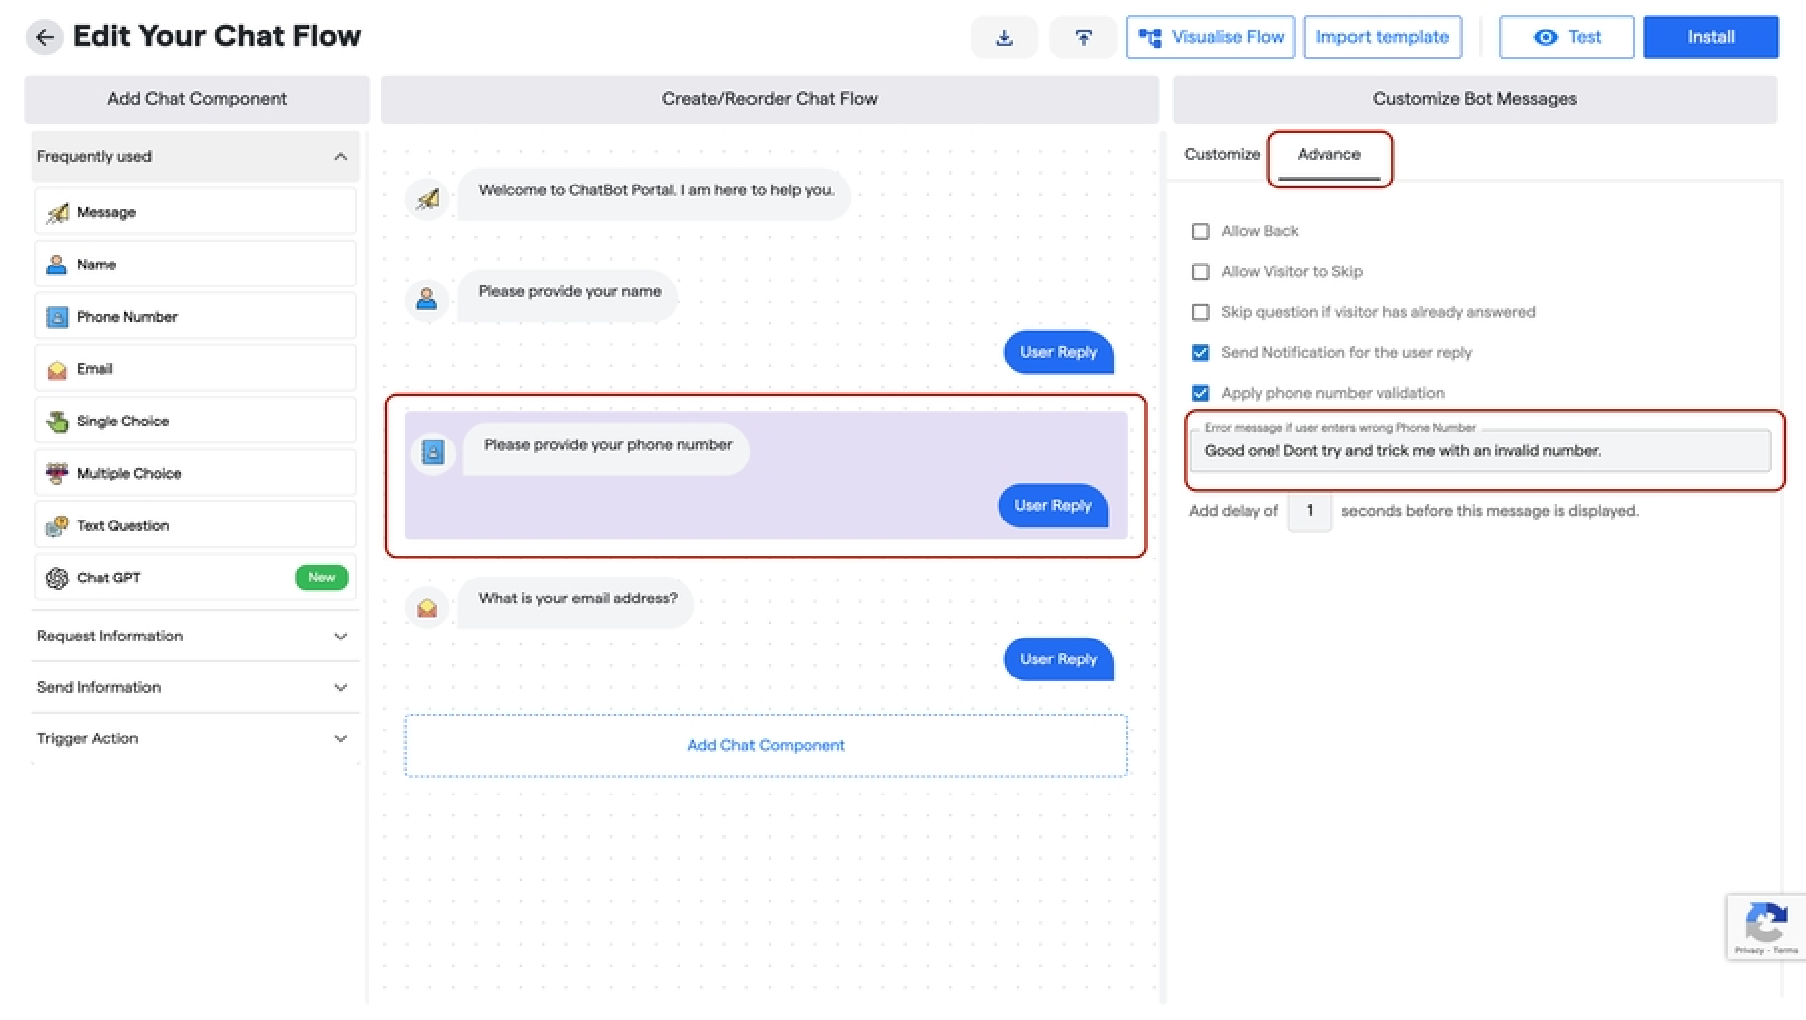 Edit Your Chat Flow
Visualise Flow
Import template
Test
Install
Add Chat Component
Create/Reorder Chat Flow
Customize Bot Messages
Frequently used
Message
Name
Phone Number
Email
Single Choice
Multiple Choice
Text Question
Chat GPT
New
Request Information
Send Information
Trigger Action
Welcome to ChatBot Portal. I am here to help you.
Please provide your name
User Reply
Please provide your phone number
User Reply
What is your email address?
User Reply
Add Chat Component
Customize
Advance
Allow Back
Allow Visitor to Skip
Skip question if visitor has already answered
Send Notification for the user reply
Apply phone number validation
Error message if user enters wrong Phone Number
Good one! Dont try and trick me with an invalid number.
Add delay of 1 seconds before this message is displayed.
Privacy - Terms